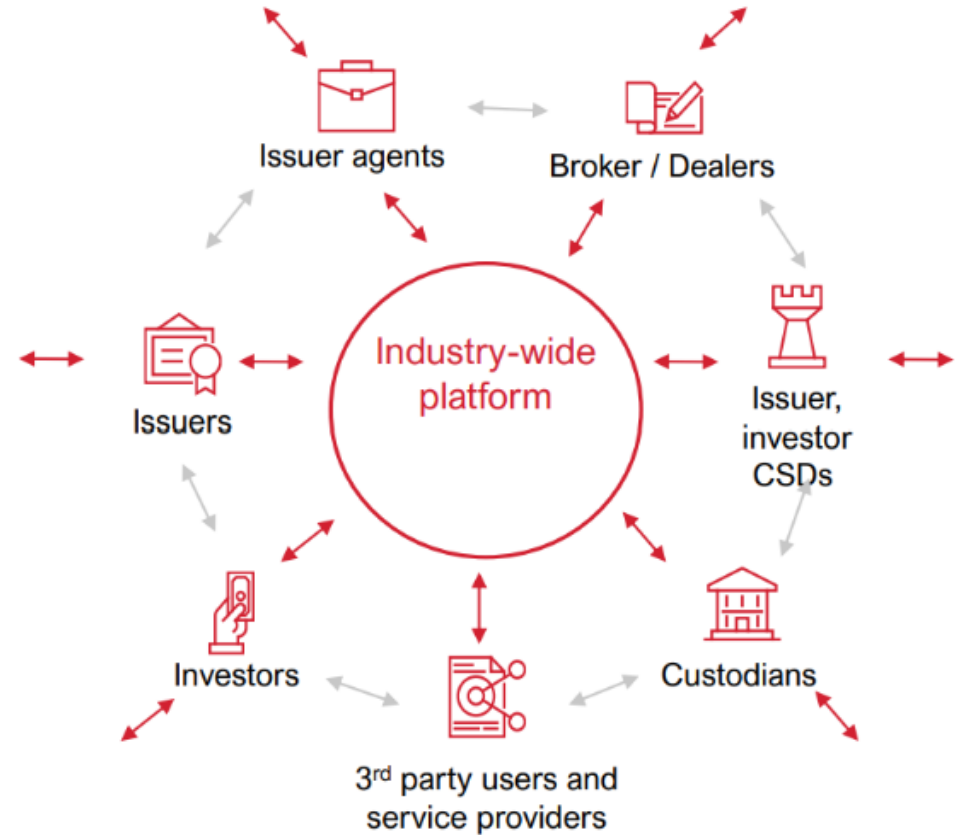 Issuer agents
Broker / Dealers
Industry-wide
platform
Issuers
Issuer,
investor
CSDs
Investors
Custodians
3rd party users and
service providers